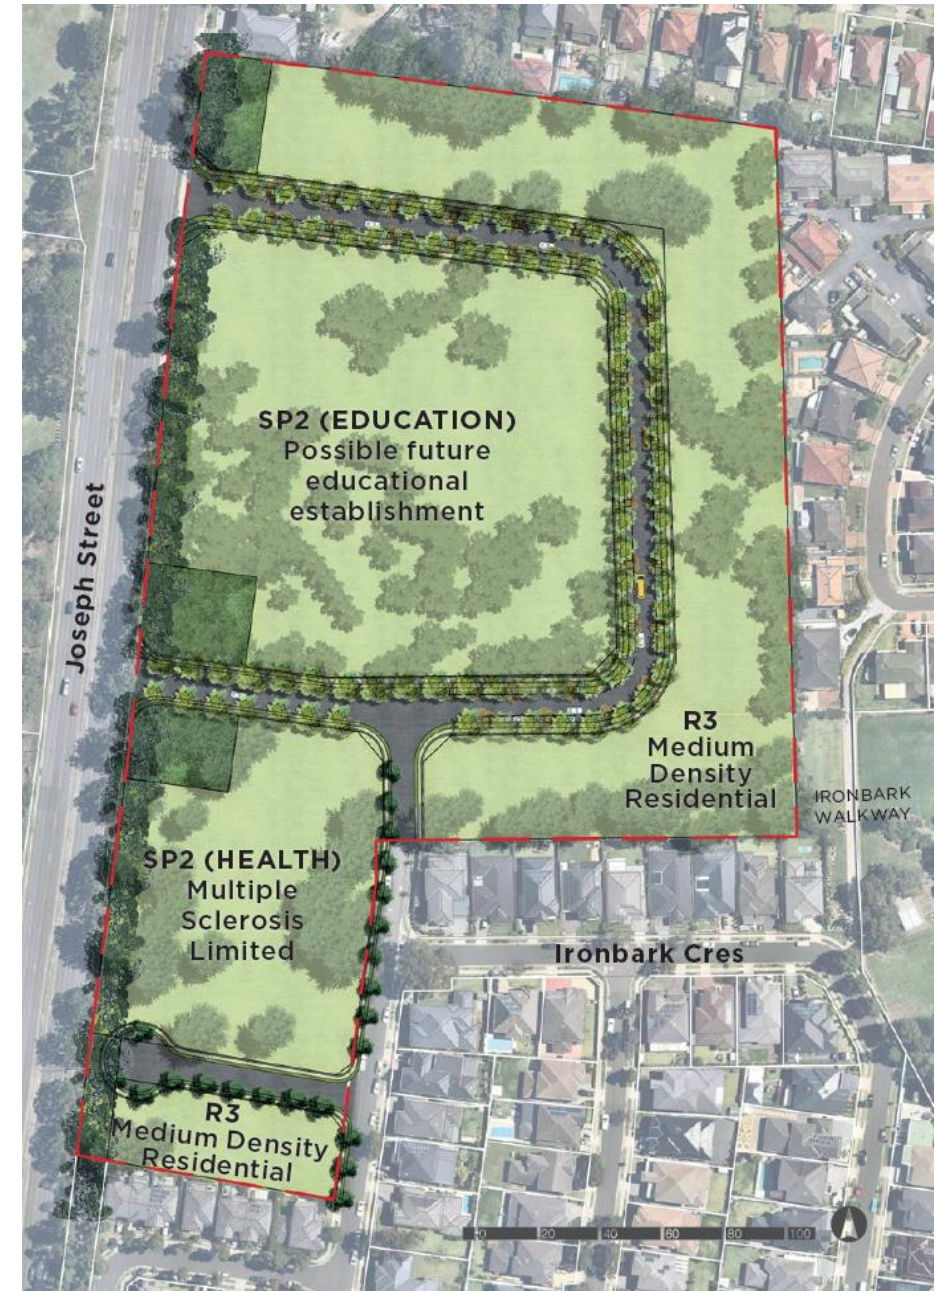 Joseph Street
SP2 (EDUCATION)
Possible future
educational
establishment
R3
Medium
Density
Residential
IRONBARK
WALKWAY
SP2 (HEALTH)
Multiple
Sclerosis
Limited
Ironbark Cres
R3
Medium Density
Residential
0 20 40 60 80 100